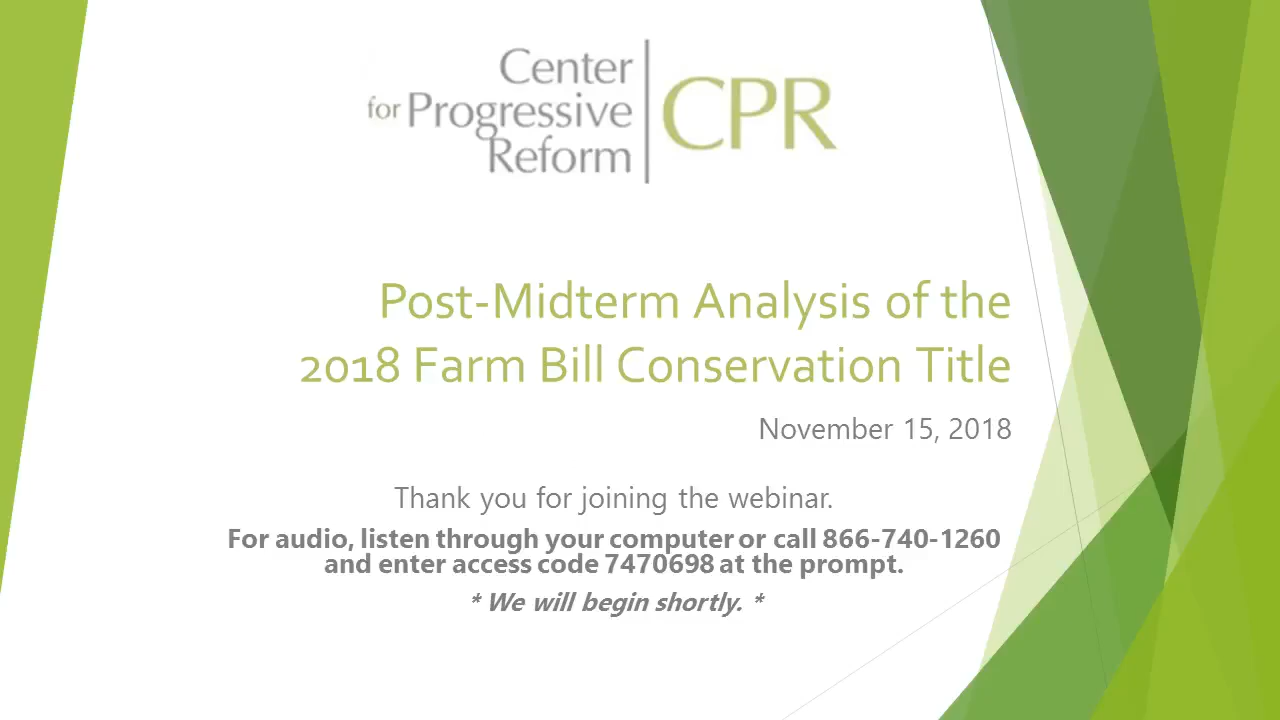 Center
for Progressive
Reform
CPR
Post-Midterm Analysis of the
2018 Farm Bill Conservation Title
November 15, 2018
Thank you for joining the webinar.
For audio, listen through your computer or call 866-740-1260
and enter access code 7470698 at the prompt.
* We will begin shortly. *